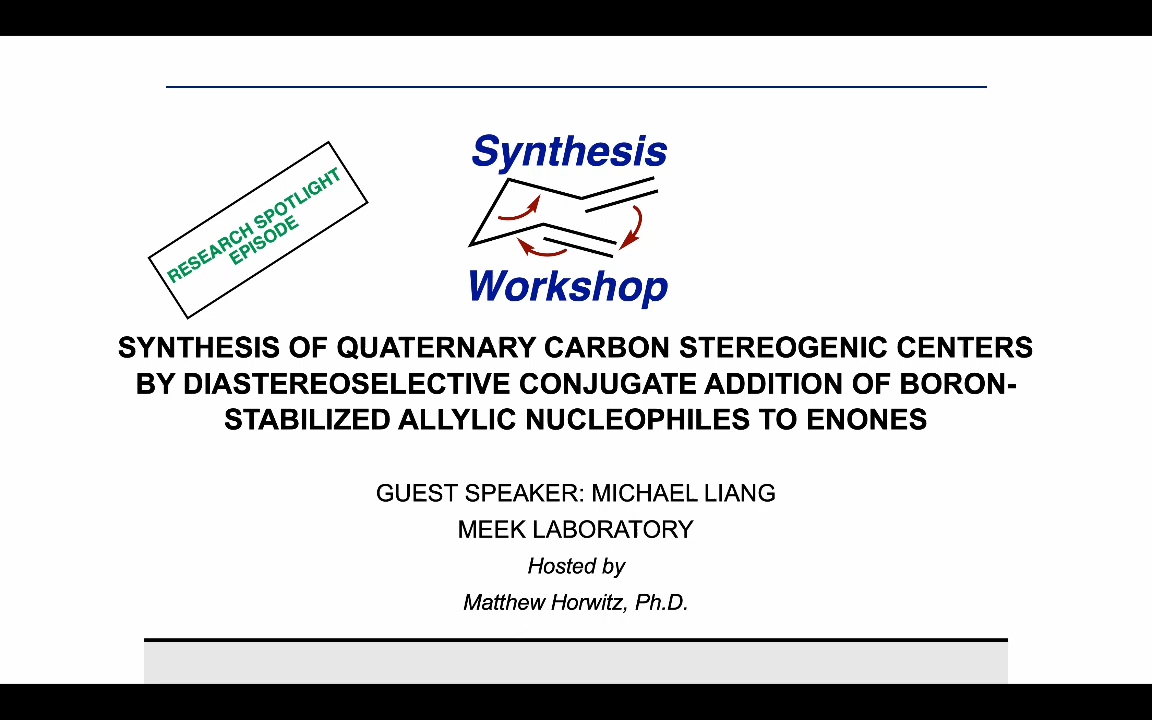 Synthesis
RESEARCH SPOTLIGHT
EPISODE
Workshop
SYNTHESIS OF QUATERNARY CARBON STEREOGENIC CENTERS
BY DIASTEREOSELECTIVE CONJUGATE ADDITION OF BORON-
STABILIZED ALLYLIC NUCLEOPHILES TO ENONES
GUEST SPEAKER: MICHAEL LIANG
MEEK LABORATORY
Hosted by
Matthew Horwitz, Ph.D.